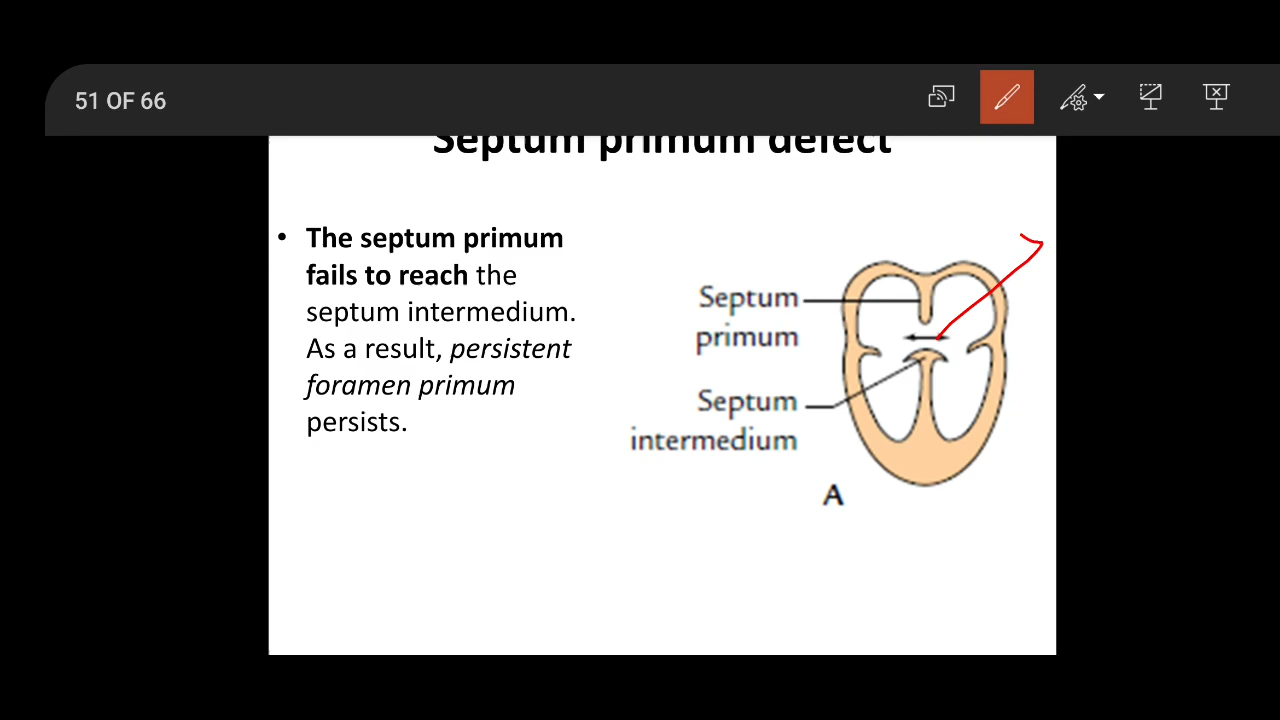 51 OF 66
Septum primum defect
• The septum primum
fails to reach the
septum intermedium.
As a result, persistent
foramen primum
persists.
Septum
primum
Septum
intermedium
A